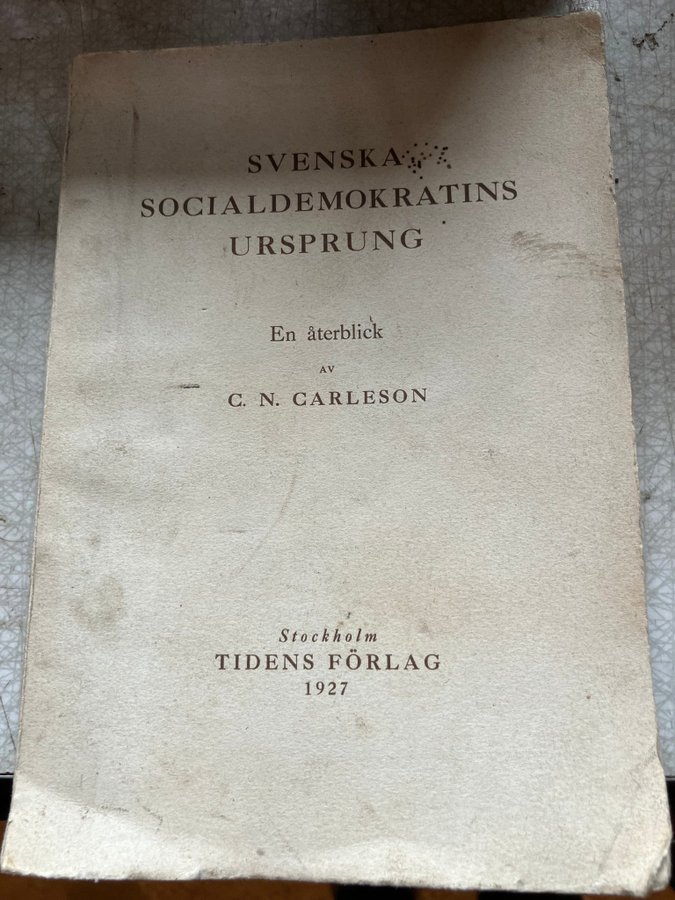 SVENSKA
SOCIALDEMOKRATINS
URSPRUNG
En återblick
AV
C. N. CARLESON
Stockholm
TIDENS FÖRLAG
1927